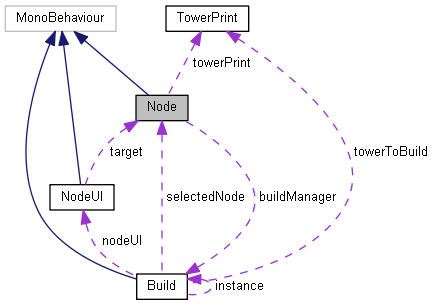 MonoBehaviour
TowerPrint
towerPrint
Node
target
towerToBuild
NodeUI
selectedNode
buildManager
nodeUI
Build
instance